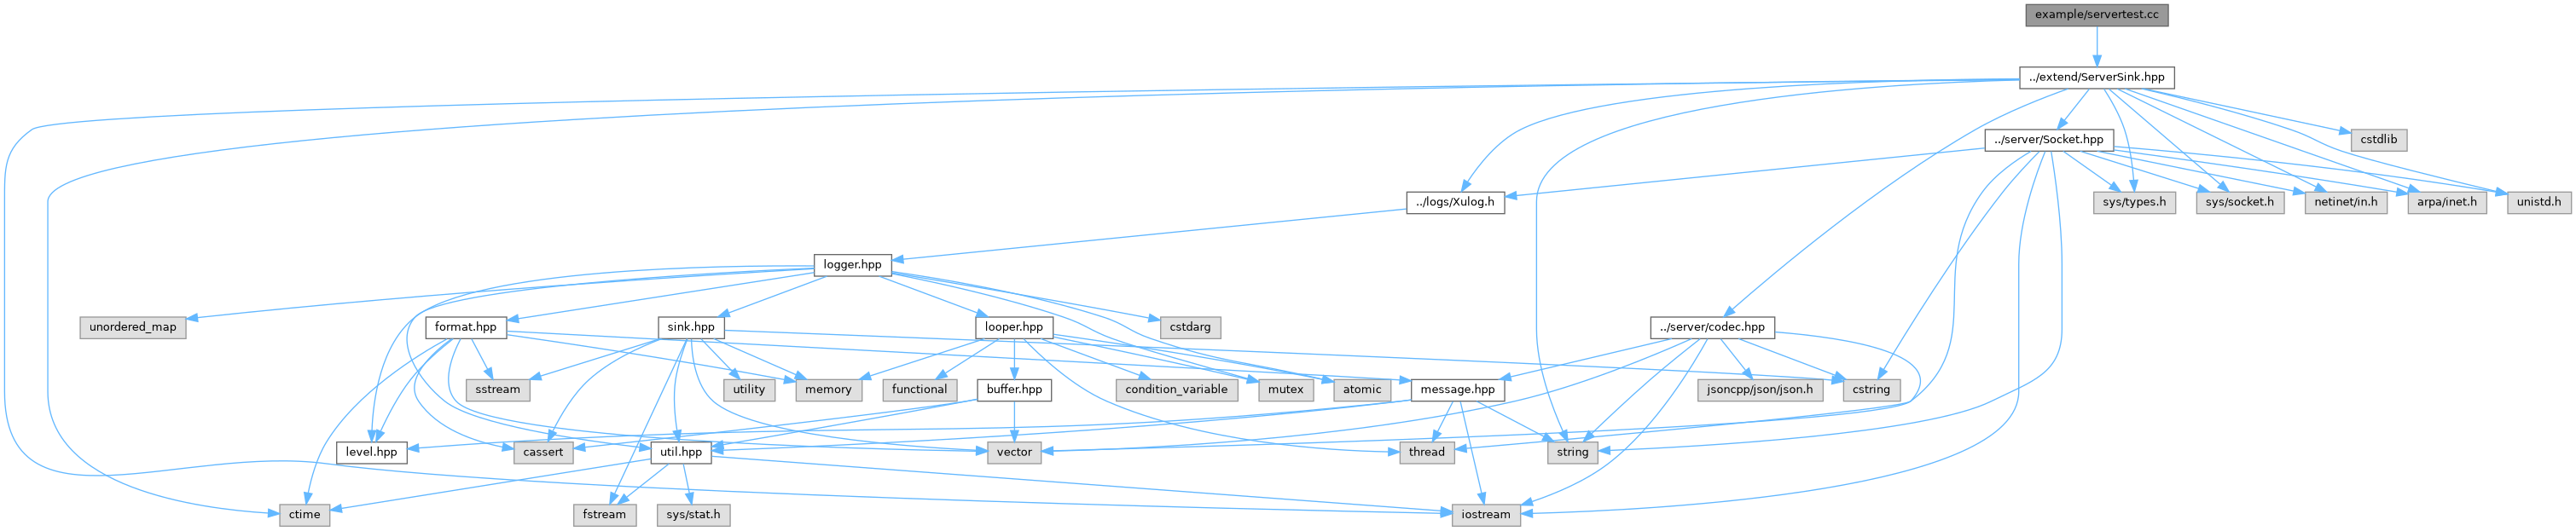 example/servertest.cc
../extend/ServerSink.hpp
../server/Socket.hpp
cstdlib
../logs/Xulog.h
sys/types.h
sys/socket.h
netinet/in.h
arpa/inet.h
unistd.h
logger.hpp
unordered_map
format.hpp
sink.hpp
looper.hpp
cstdarg
../server/codec.hpp
sstream
utility
memory
functional
buffer.hpp
condition_variable
mutex
atomic
message.hpp
jsoncpp/json/json.h
cstring
level.hpp
cassert
util.hpp
vector
thread
string
ctime
fstream
sys/stat.h
iostream